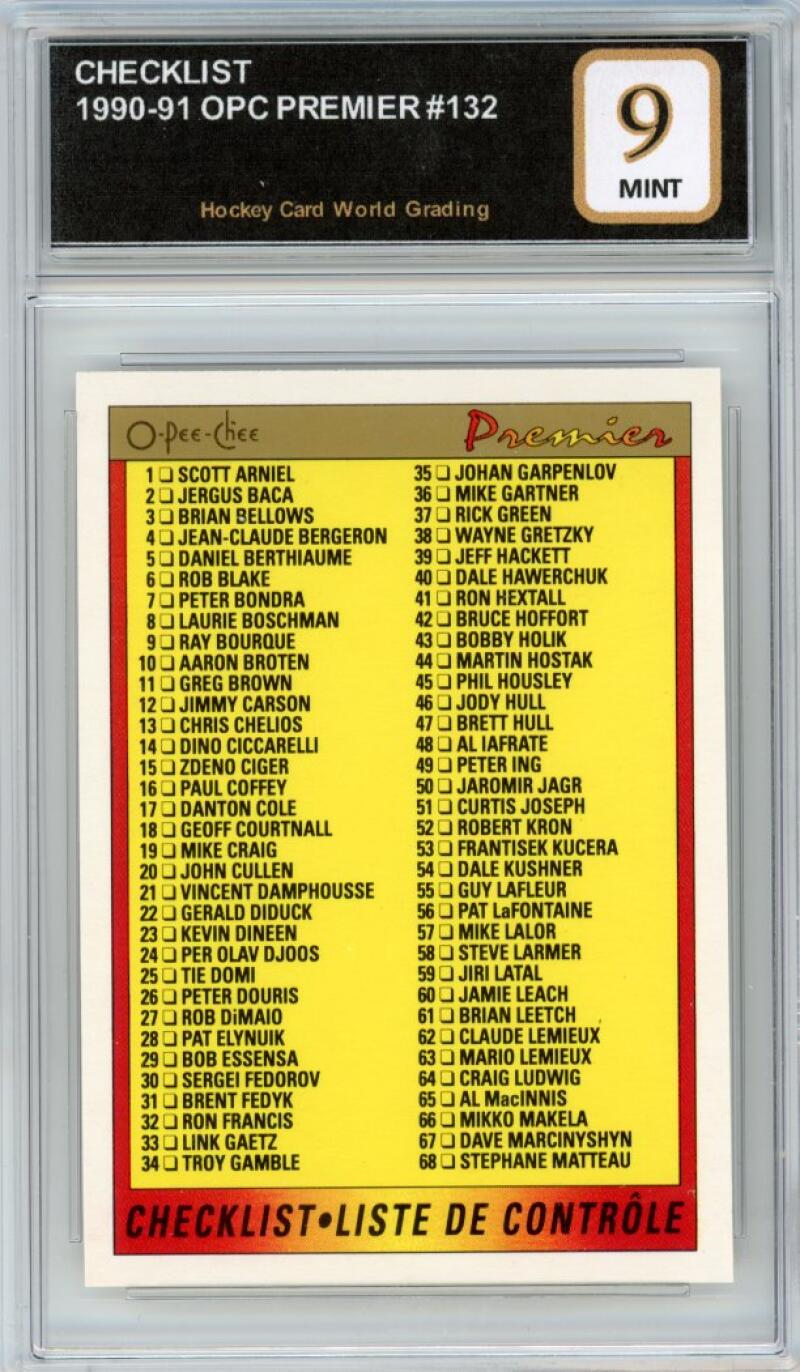 CHECKLIST
1990-91 OPC PREMIER #132
Hockey Card World Grading
9
MINT
O-Pee-Chee
Premier
1 SCOTT ARNIEL
2 JERGUS BACA
3 BRIAN BELLOWS
4 JEAN-CLAUDE BERGERON
5 DANIEL BERTHIAUME
6 ROB BLAKE
7 PETER BONDRA
8 LAURIE BOSCHMAN
9 RAY BOURQUE
10 AARON BROTEN
11 GREG BROWN
12 JIMMY CARSON
13 CHRIS CHELIOS
14 DINO CICCARELLI
15 ZDENO CIGER
16 PAUL COFFEY
17 DANTON COLE
18 GEOFF COURTNALL
19 MIKE CRAIG
20 JOHN CULLEN
21 VINCENT DAMPHOUSSE
22 GERALD DIDUCK
23 KEVIN DINEEN
24 PER OLAV DJOOS
25 TIE DOMI
26 PETER DOURIS
27 ROB DiMAIO
28 PAT ELYNUIK
29 BOB ESSENSA
30 SERGEI FEDOROV
31 BRENT FEDYK
32 RON FRANCIS
33 LINK GAETZ
34 TROY GAMBLE
35 JOHAN GARPENLOV
36 MIKE GARTNER
37 RICK GREEN
38 WAYNE GRETZKY
39 JEFF HACKETT
40 DALE HAWERCHUK
41 RON HEXTALL
42 BRUCE HOFFORT
43 BOBBY HOLIK
44 MARTIN HOSTAK
45 PHIL HOUSLEY
46 JODY HULL
47 BRETT HULL
48 AL IAFRATE
49 PETER ING
50 JAROMIR JAGR
51 CURTIS JOSEPH
52 ROBERT KRON
53 FRANTISEK KUCERA
54 DALE KUSHNER
55 GUY LAFLEUR
56 PAT LaFONTAINE
57 MIKE LALOR
58 STEVE LARMER
59 JIRI LATAL
60 JAMIE LEACH
61 BRIAN LEETCH
62 CLAUDE LEMIEUX
63 MARIO LEMIEUX
64 CRAIG LUDWIG
65 AL MacINNIS
66 MIKKO MAKELA
67 DAVE MARCINYSHYN
68 STEPHANE MATTEAU
CHECKLIST•LISTE DE CONTRÔLE